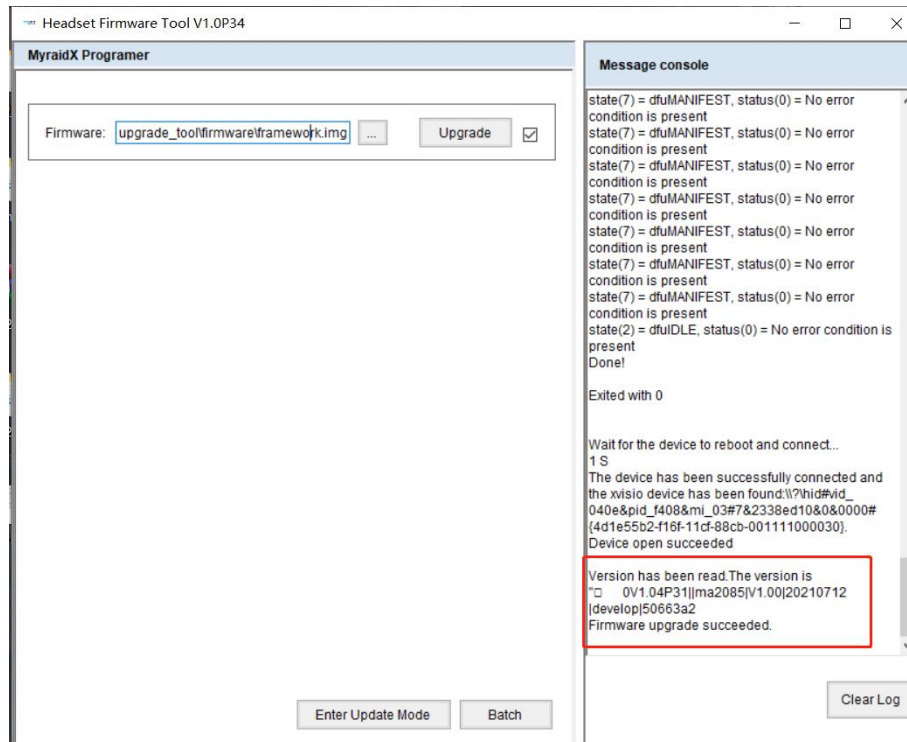 Headset Firmware Tool V1.0P34
MyraidX Programer
Firmware:
upgrade_tool\firmware\framework.img
...
Upgrade
Enter Update Mode
Batch
Message console
state(7) = dfuMANIFEST, status(0) = No error
condition is present
state(7) = dfuMANIFEST, status(0) = No error
condition is present
state(7) = dfuMANIFEST, status(0) = No error
condition is present
state(7) = dfuMANIFEST, status(0) = No error
condition is present
state(7) = dfuMANIFEST, status(0) = No error
condition is present
state(7) = dfuMANIFEST, status(0) = No error
condition is present
state(7) = dfuMANIFEST, status(0) = No error
condition is present
state(2) = dfuIDLE, status(0) = No error condition is
present
Done!
Exited with 0
Wait for the device to reboot and connect...
1 S
The device has been successfully connected and
the xvisio device has been found:\\?\hid#vid_
040e&pid_f408&mi_03#7&2338ed10&0&0000#
{4d1e55b2-f16f-11cf-88cb-001111000030}.
Device open succeeded
Version has been read.The version is
"□ 0V1.04P31||ma2085|V1.00|20210712
|develop|50663a2
Firmware upgrade succeeded.
Clear Log